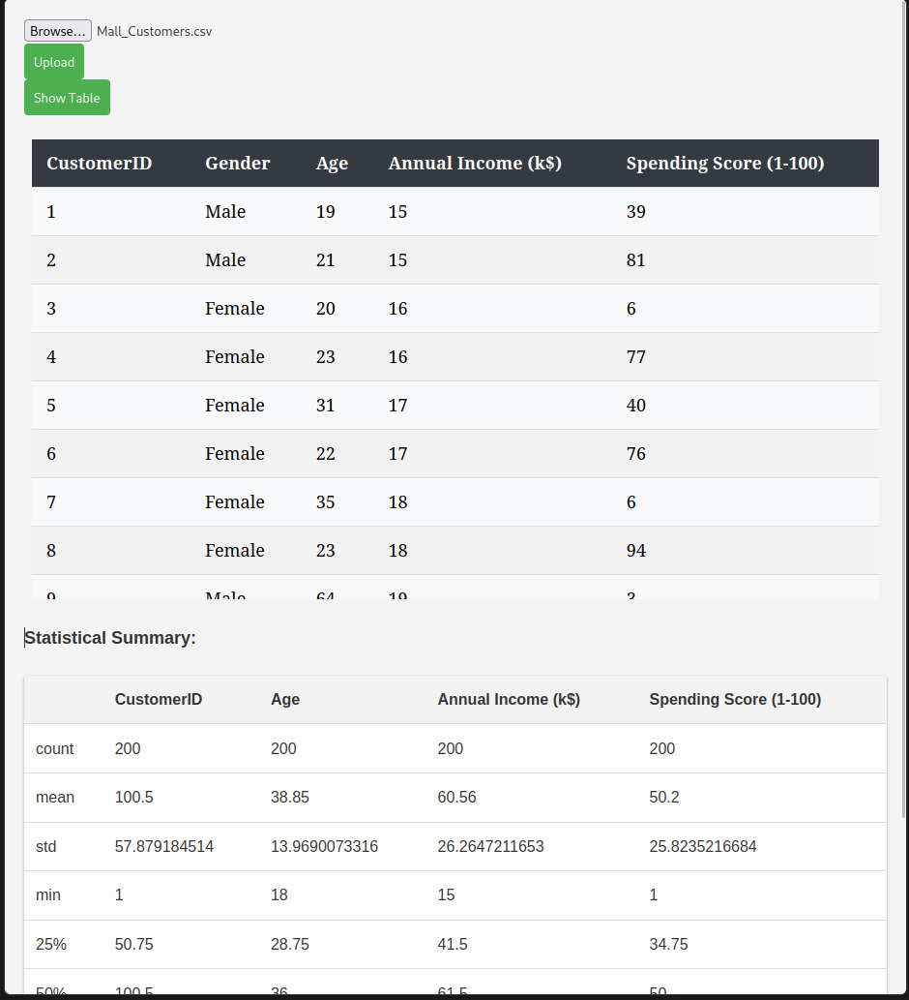 Browse... Mall_Customers.csv
Upload
Show Table
CustomerID Gender Age Annual Income (k$) Spending Score (1-100)
1 Male 19 15 39
2 Male 21 15 81
3 Female 20 16 6
4 Female 23 16 77
5 Female 31 17 40
6 Female 22 17 76
7 Female 35 18 6
8 Female 23 18 94
9 Male 64 19 3
Statistical Summary:
CustomerID Age Annual Income (k$) Spending Score (1-100)
count 200 200 200 200
mean 100.5 38.85 60.56 50.2
std 57.879184514 13.9690073316 26.2647211653 25.8235216684
min 1 18 15 1
25% 50.75 28.75 41.5 34.75
50% 100.5 36 61.5 50